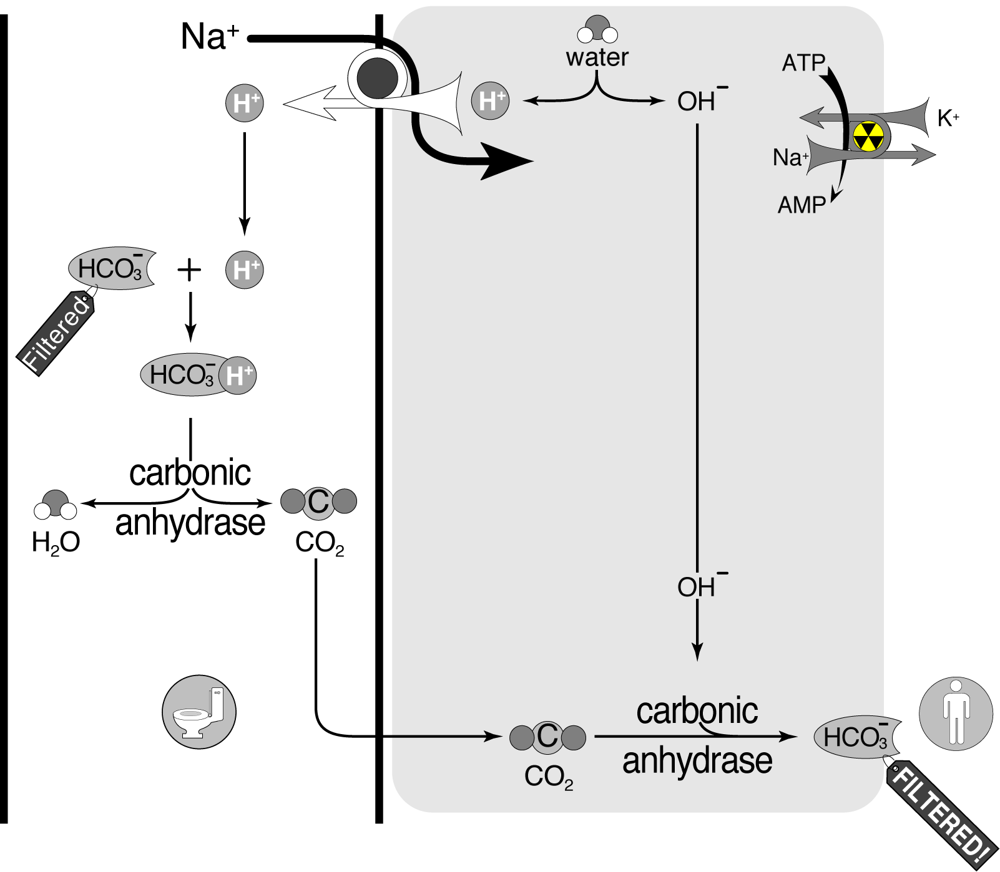 Na⁺
water
ATP
H⁺
H⁺
OH⁻
K⁺
Na⁺
AMP
HCO₃⁻ + H⁺
Filtered
HCO₃⁻ H⁺
carbonic
anhydrase
C
H₂O
CO₂
OH⁻
carbonic
anhydrase
C
CO₂
HCO₃⁻
FILTERED!